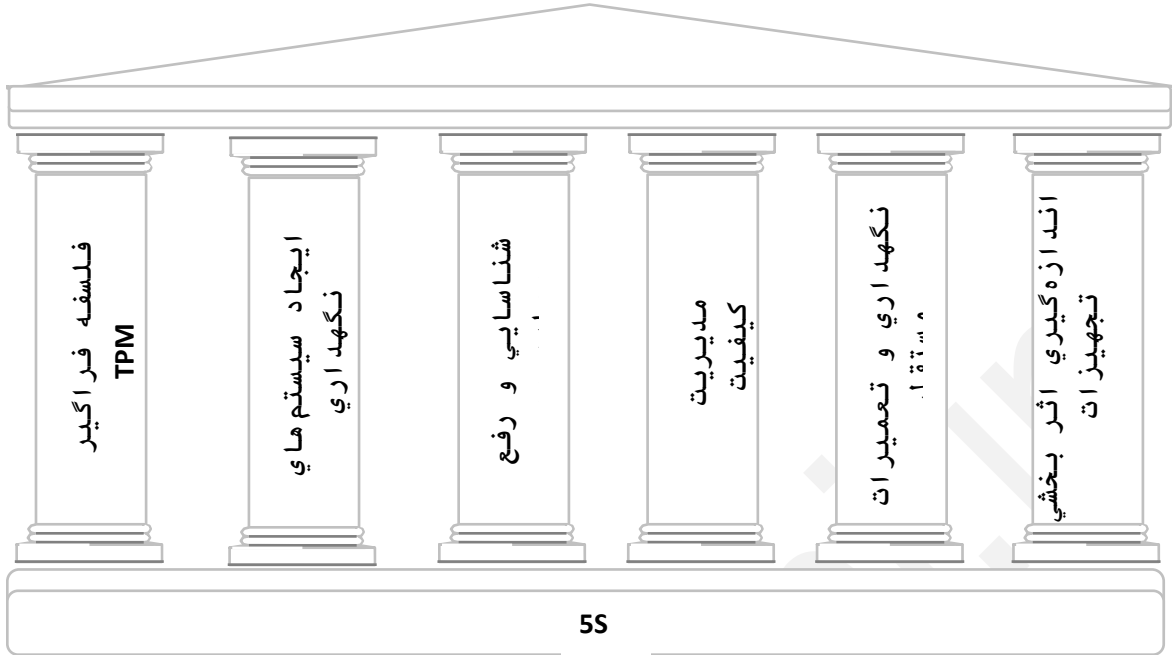 اندازه‌گيري اثر بخشي
تجهيزات
نگهداري و تعميرات
مديريت
كيفيت
شناسايي و رفع
ايجاد سيستم‌هاي
نگهداري
فلسفه فراگير
TPM
5S